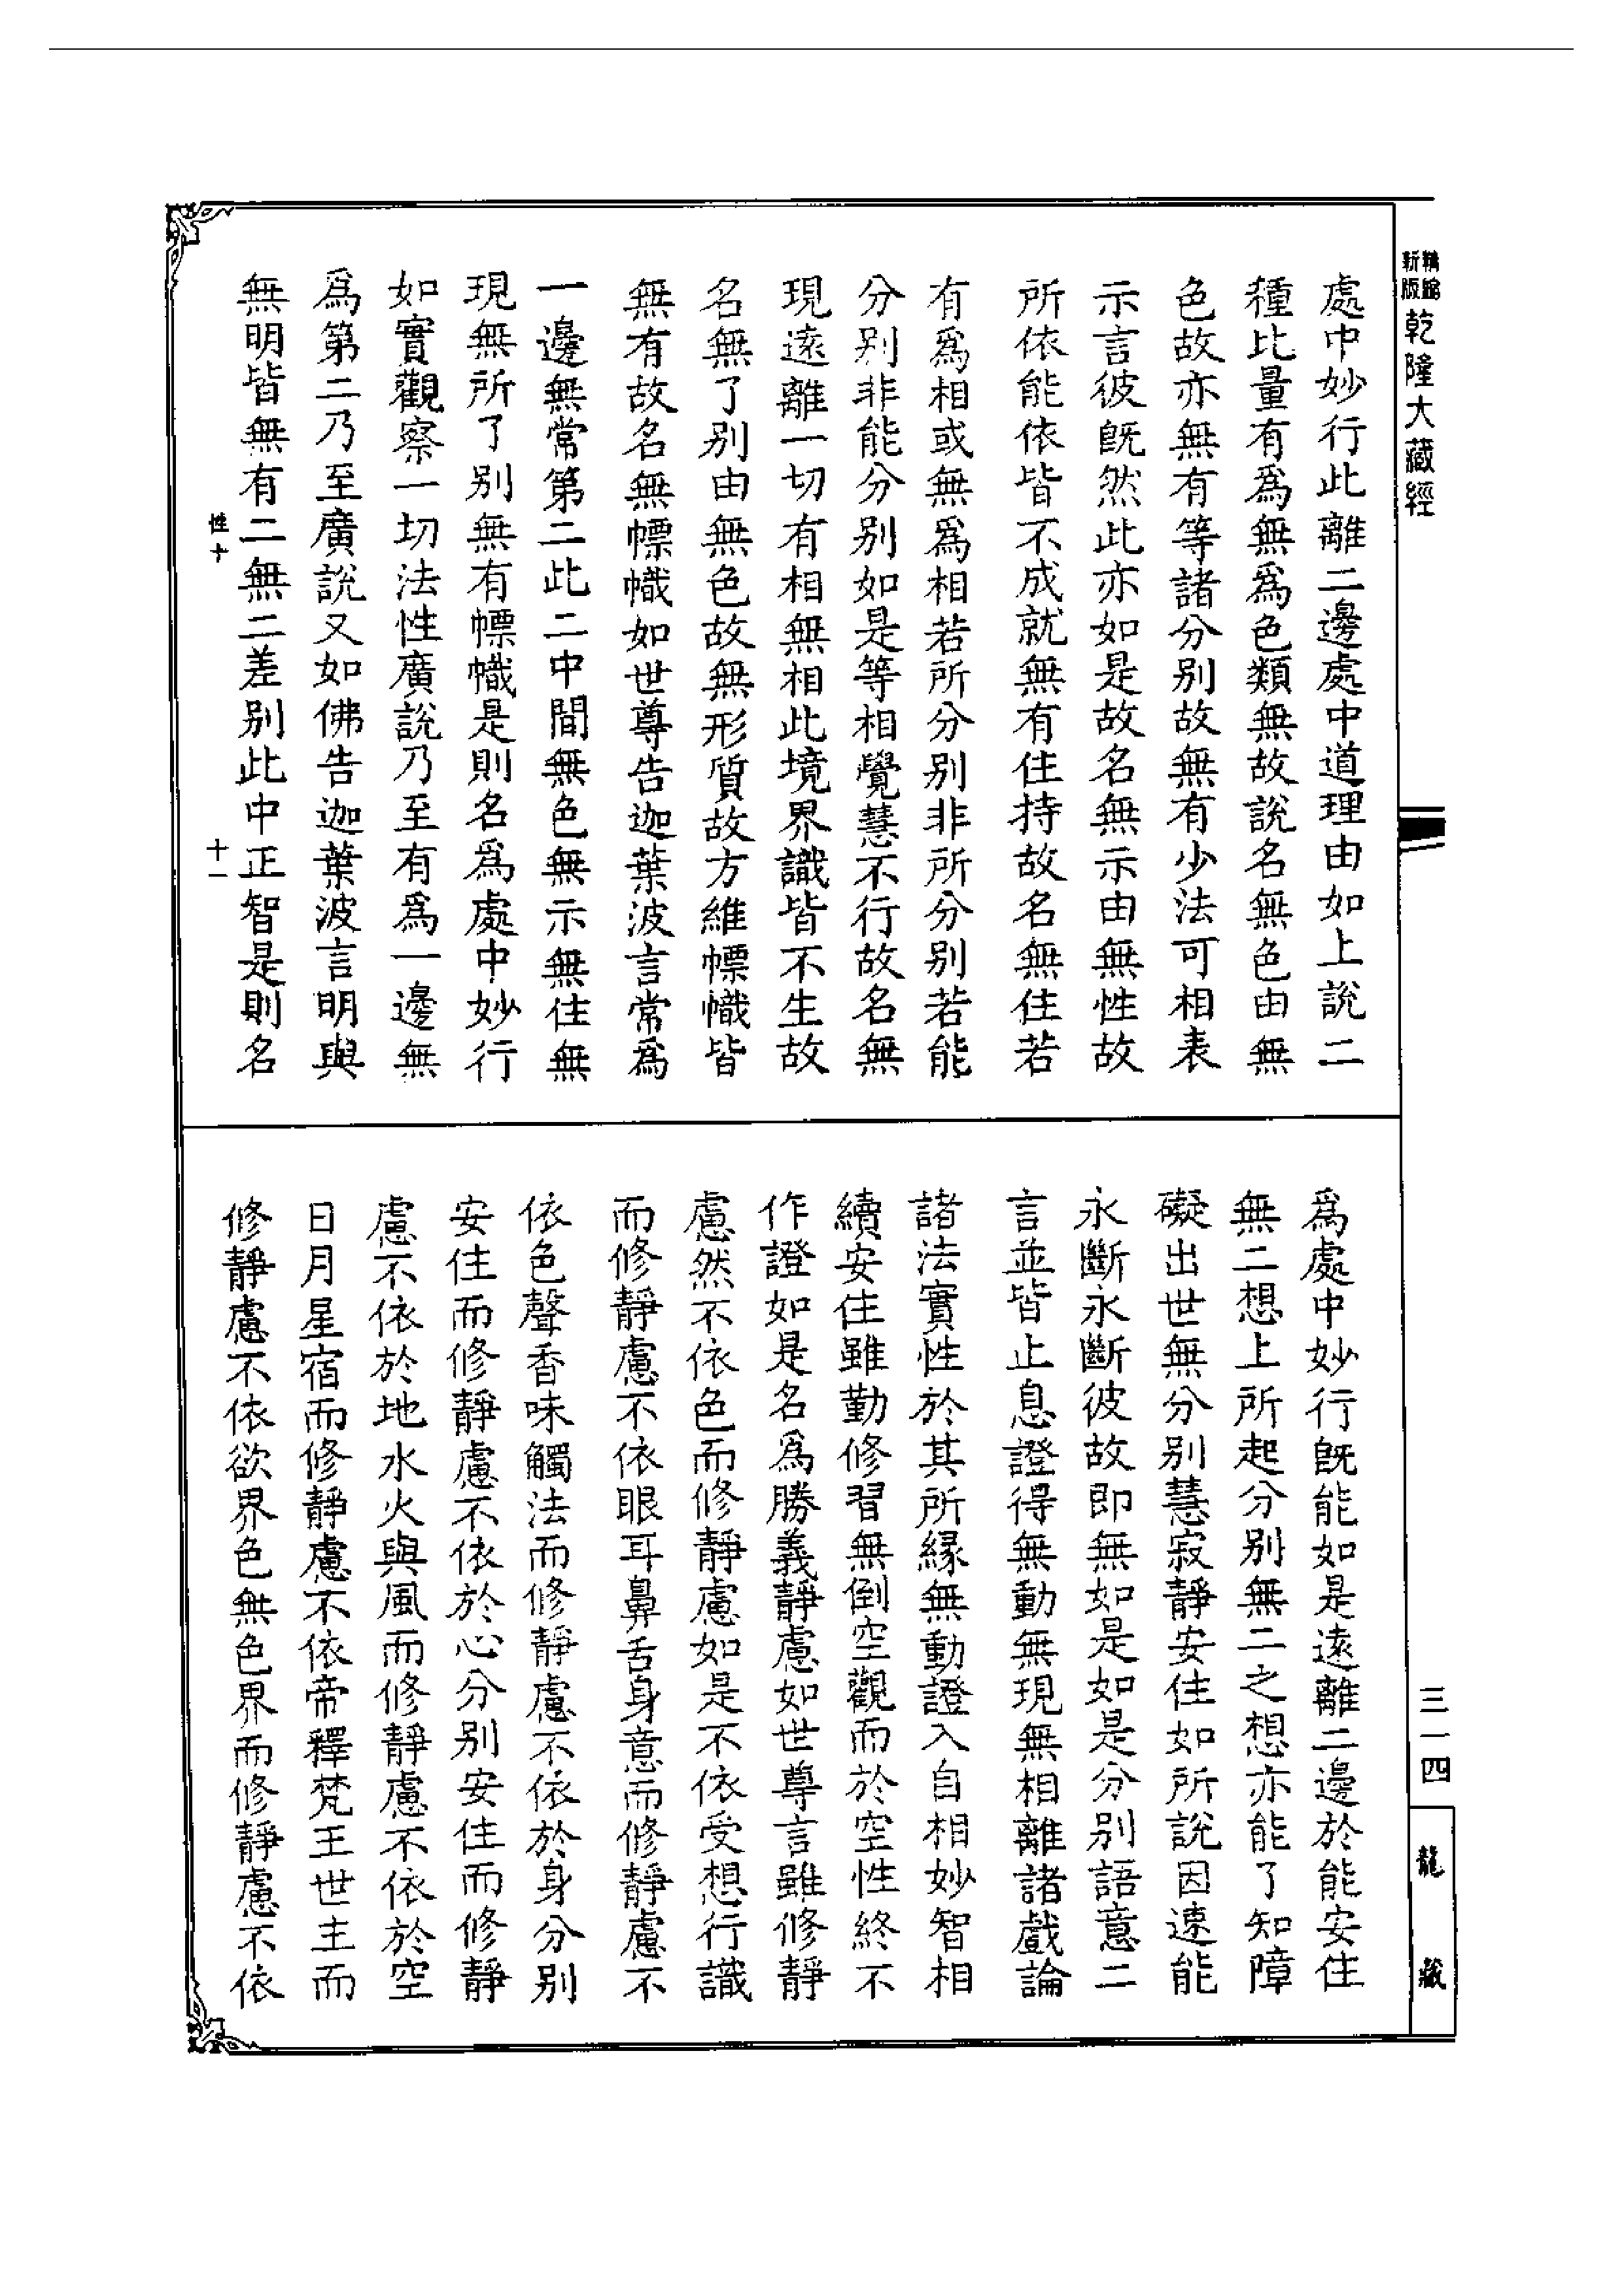 新版
精縮
乾隆大藏經
處中妙行此離二邊處中道理由如上說二
種比量有爲無爲色類無故說名無色由無
色故亦無有等諸分別故無有少法可相表
示言彼旣然此亦如是故名無示由無性故
所依能依皆不成就無有住持故名無住若
有爲相或無爲相若所分別非所分別若能
分別非能分別如是等相覺慧不行故名無
現遠離一切有相無相此境界識皆不生故
名無了別由無色故無形質故方維幖幟皆
無有故名無幖幟如世尊告迦葉波言常爲
一邊無常第二此二中間無色無示無住無
現無所了別無有幖幟是則名爲處中妙行
如實觀察一切法性廣說乃至有爲一邊無
爲第二乃至廣說又如佛告迦葉波言明與
無明皆無有二無二差別此中正智是則名
性十
十一
爲處中妙行旣能如是遠離二邊於能安住
無二想上所起分別無二之想亦能了知障
礙出世無分別慧寂靜安住如所說因速能
永斷永斷彼故即無如是如是分別語意二
言並皆止息證得無動無現無相離諸戲論
諸法實性於其所緣無動證入自相妙智相
續安住雖勤修習無倒空觀而於空性終不
作證如是名爲勝義靜慮如世尊言雖修靜
慮然不依色而修靜慮如是不依受想行識
而修靜慮不依眼耳鼻舌身意而修靜慮不
依色聲香味觸法而修靜慮不依於身分別
安住而修靜慮不依於心分別安住而修靜
慮不依於地水火與風而修靜慮不依於空
日月星宿而修靜慮不依帝釋梵王世主而
修靜慮不依欲界色無色界而修靜慮不依
三一四
龍藏